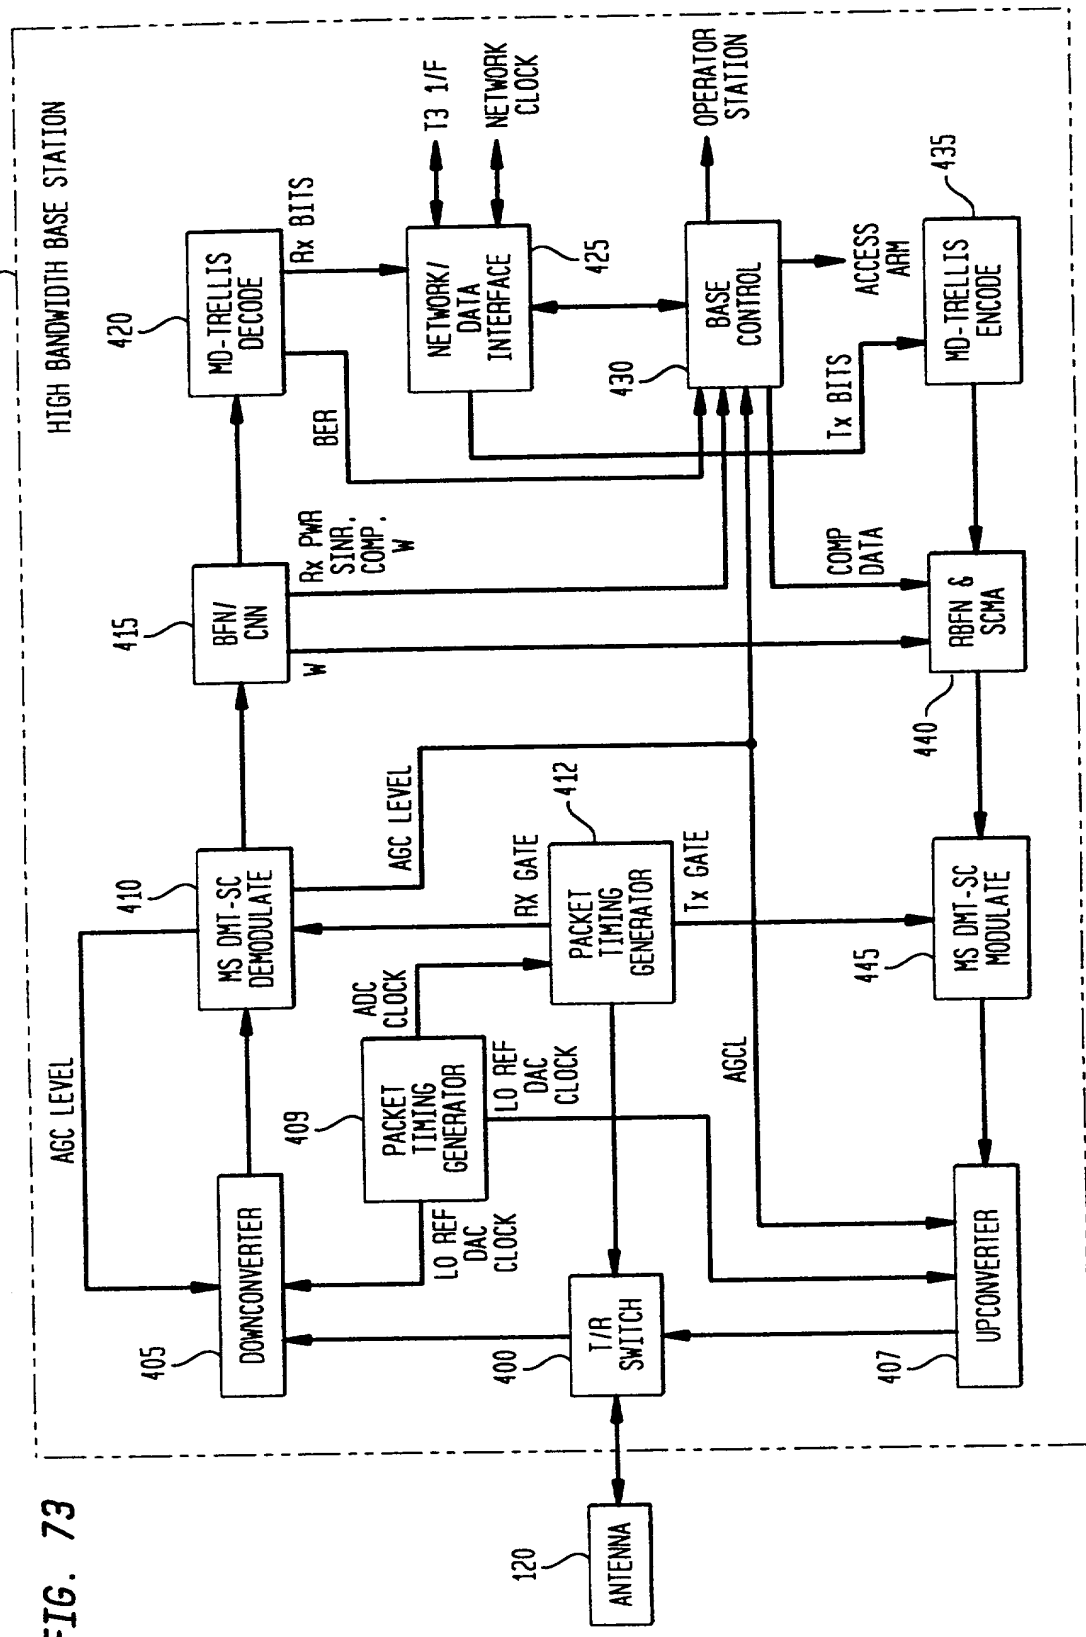 FIG. 73
HIGH BANDWIDTH BASE STATION
120
ANTENNA
400
T/R
SWITCH
405
DOWNCONVERTER
AGC LEVEL
LO REF
DAC
CLOCK
409
PACKET
TIMING
GENERATOR
ADC
CLOCK
LO REF
DAC
CLOCK
407
UPCONVERTER
AGCL
410
MS DMT-SC
DEMODULATE
AGC LEVEL
RX GATE
412
PACKET
TIMING
GENERATOR
Tx GATE
445
MS DMT-SC
MODULATE
415
BFN/
CNN
W
Rx PWR
SINR.
COMP.
W
440
RBFN &
SCMA
COMP
DATA
420
MD-TRELLIS
DECODE
BER
Rx BITS
NETWORK/
DATA
INTERFACE
425
T3 1/F
NETWORK
CLOCK
430
BASE
CONTROL
OPERATOR
STATION
ACCESS
ARM
Tx BITS
MD-TRELLIS
ENCODE
435